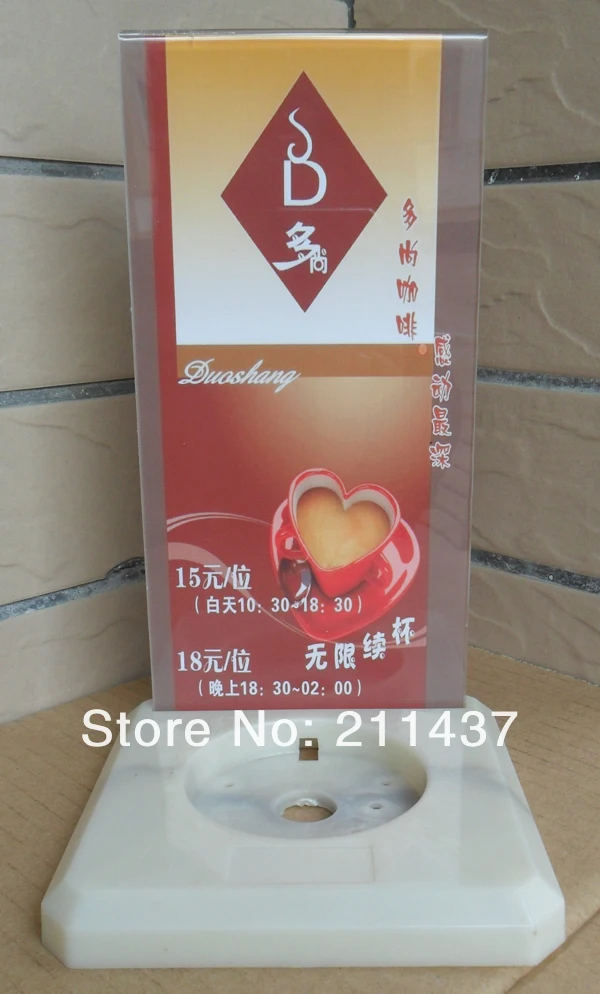 D
多尚
多尚咖啡
感动最深
Duoshang
15元/位
（白天10：30~18：30）
无限续杯
18元/位
（晚上18：30~02：00）
Store No: 211437